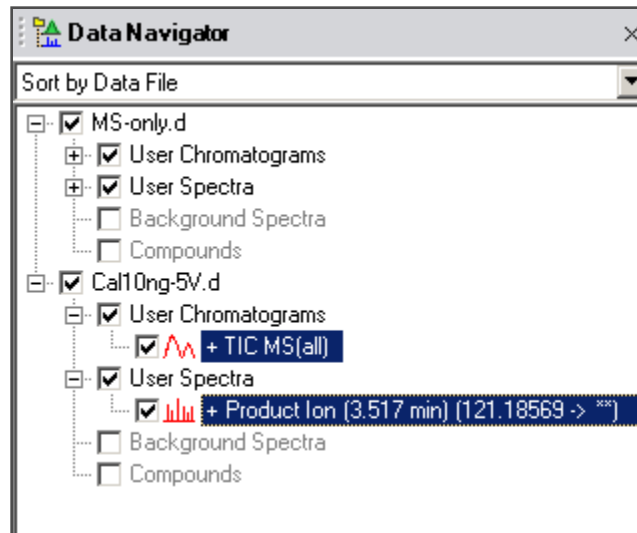 Data Navigator
Sort by Data File
MS-only.d
User Chromatograms
User Spectra
Background Spectra
Compounds
Cal10ng-5V.d
User Chromatograms
+ TIC MS(all)
User Spectra
+ Product Ion (3.517 min) (121.18569 -> **)
Background Spectra
Compounds